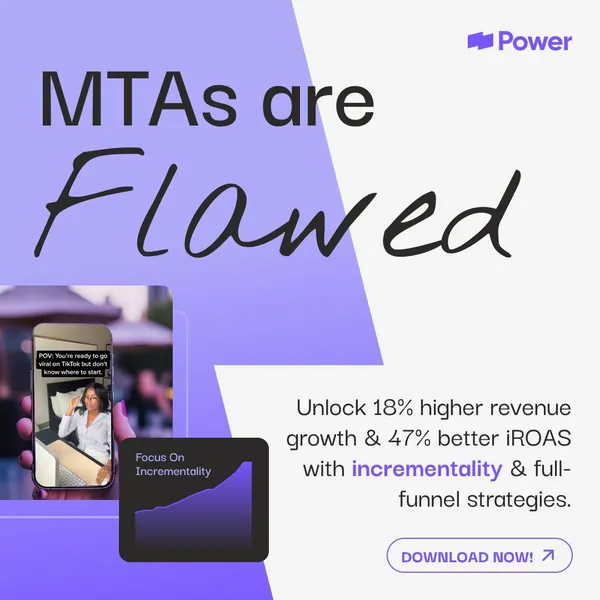 Power
MTAs are
Flawed
POV: You're ready to go
viral on TikTok but don't
know where to start.
Focus On
Incrementality
Unlock 18% higher revenue
growth & 47% better iROAS
with incrementality & full-
funnel strategies.
DOWNLOAD NOW!